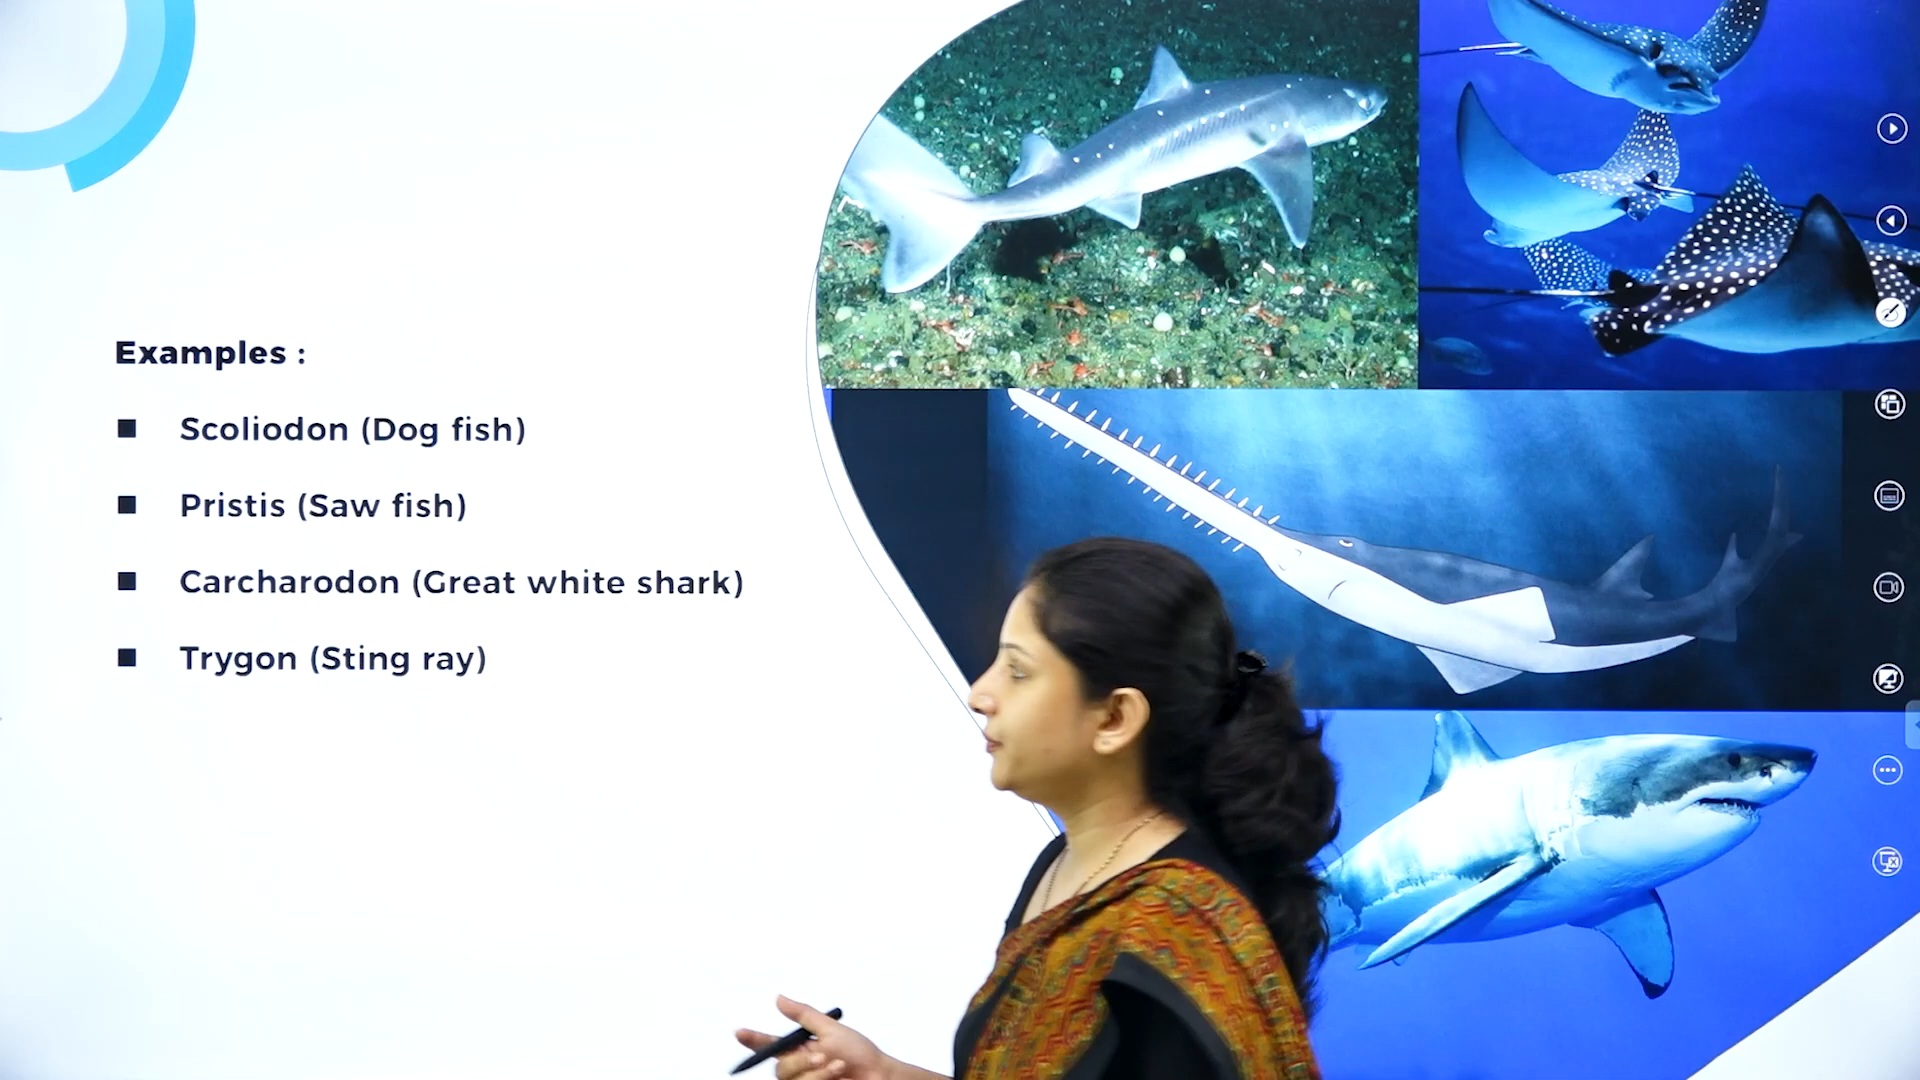 Examples :
■ Scoliodon (Dog fish)
■ Pristis (Saw fish)
■ Carcharodon (Great white shark)
■ Trygon (Sting ray)